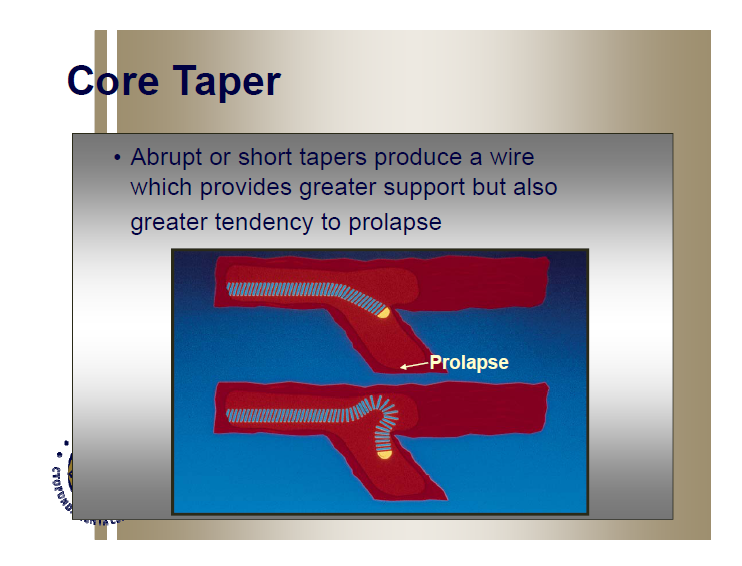 Core Taper
• Abrupt or short tapers produce a wire
which provides greater support but also
greater tendency to prolapse
Prolapse